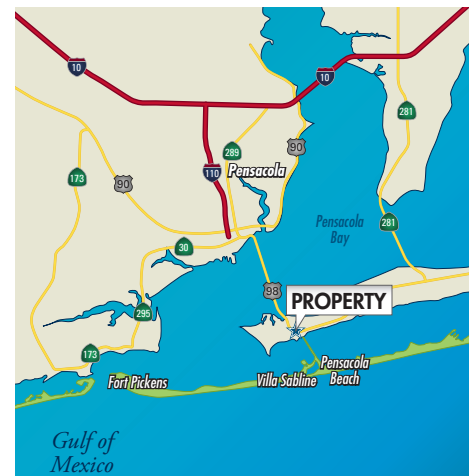 10
10
281
90
289
110
Pensacola
173
90
Pensacola
Bay
281
30
98
PROPERTY
295
173
Fort Pickens
Villa Sabline
Pensacola
Beach
Gulf of
Mexico